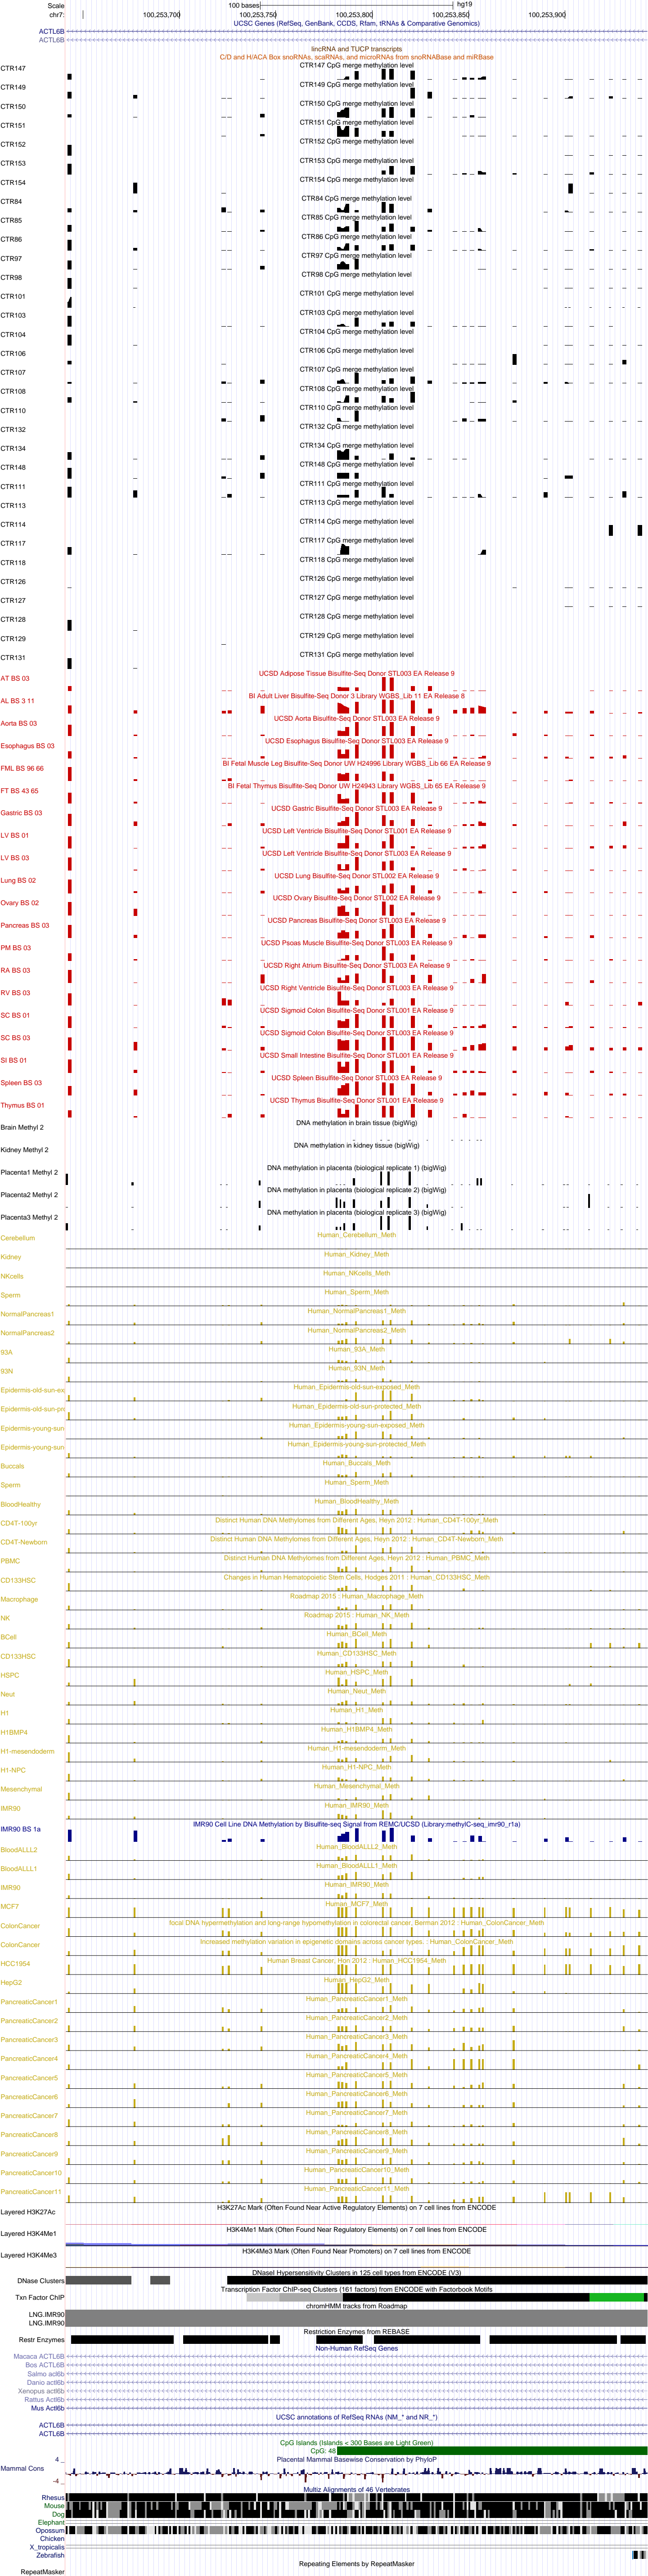 Scale 100 bases hg19
chr7: 100,253,700 100,253,750 100,253,800 100,253,850 100,253,900
UCSC Genes (RefSeq, GenBank, CCDS, Rfam, tRNAs & Comparative Genomics)
ACTL6B
ACTL6B
lincRNA and TUCP transcripts
C/D and H/ACA Box snoRNAs, scaRNAs, and microRNAs from snoRNABase and miRBase
CTR147 CpG merge methylation level
CTR147
CTR149 CpG merge methylation level
CTR149
CTR150 CpG merge methylation level
CTR150
CTR151 CpG merge methylation level
CTR151
CTR152 CpG merge methylation level
CTR152
CTR153 CpG merge methylation level
CTR153
CTR154 CpG merge methylation level
CTR154
CTR84 CpG merge methylation level
CTR84
CTR85 CpG merge methylation level
CTR85
CTR86 CpG merge methylation level
CTR86
CTR97 CpG merge methylation level
CTR97
CTR98 CpG merge methylation level
CTR98
CTR101 CpG merge methylation level
CTR101
CTR103 CpG merge methylation level
CTR103
CTR104 CpG merge methylation level
CTR104
CTR106 CpG merge methylation level
CTR106
CTR107 CpG merge methylation level
CTR107
CTR108 CpG merge methylation level
CTR108
CTR110 CpG merge methylation level
CTR110
CTR132 CpG merge methylation level
CTR132
CTR134 CpG merge methylation level
CTR134
CTR148 CpG merge methylation level
CTR148
CTR111 CpG merge methylation level
CTR111
CTR113 CpG merge methylation level
CTR113
CTR114 CpG merge methylation level
CTR114
CTR117 CpG merge methylation level
CTR117
CTR118 CpG merge methylation level
CTR118
CTR126 CpG merge methylation level
CTR126
CTR127 CpG merge methylation level
CTR127
CTR128 CpG merge methylation level
CTR128
CTR129 CpG merge methylation level
CTR129
CTR131 CpG merge methylation level
CTR131
UCSD Adipose Tissue Bisulfite-Seq Donor STL003 EA Release 9
AT BS 03
BI Adult Liver Bisulfite-Seq Donor 3 Library WGBS_Lib 11 EA Release 8
AL BS 3 11
UCSD Aorta Bisulfite-Seq Donor STL003 EA Release 9
Aorta BS 03
UCSD Esophagus Bisulfite-Seq Donor STL003 EA Release 9
Esophagus BS 03
BI Fetal Muscle Leg Bisulfite-Seq Donor UW H24996 Library WGBS_Lib 66 EA Release 9
FML BS 96 66
BI Fetal Thymus Bisulfite-Seq Donor UW H24943 Library WGBS_Lib 65 EA Release 9
FT BS 43 65
UCSD Gastric Bisulfite-Seq Donor STL003 EA Release 9
Gastric BS 03
UCSD Left Ventricle Bisulfite-Seq Donor STL001 EA Release 9
LV BS 01
UCSD Left Ventricle Bisulfite-Seq Donor STL003 EA Release 9
LV BS 03
UCSD Lung Bisulfite-Seq Donor STL002 EA Release 9
Lung BS 02
UCSD Ovary Bisulfite-Seq Donor STL002 EA Release 9
Ovary BS 02
UCSD Pancreas Bisulfite-Seq Donor STL003 EA Release 9
Pancreas BS 03
UCSD Psoas Muscle Bisulfite-Seq Donor STL003 EA Release 9
PM BS 03
UCSD Right Atrium Bisulfite-Seq Donor STL003 EA Release 9
RA BS 03
UCSD Right Ventricle Bisulfite-Seq Donor STL003 EA Release 9
RV BS 03
UCSD Sigmoid Colon Bisulfite-Seq Donor STL001 EA Release 9
SC BS 01
UCSD Sigmoid Colon Bisulfite-Seq Donor STL003 EA Release 9
SC BS 03
UCSD Small Intestine Bisulfite-Seq Donor STL001 EA Release 9
SI BS 01
UCSD Spleen Bisulfite-Seq Donor STL003 EA Release 9
Spleen BS 03
UCSD Thymus Bisulfite-Seq Donor STL001 EA Release 9
Thymus BS 01
DNA methylation in brain tissue (bigWig)
Brain Methyl 2
DNA methylation in kidney tissue (bigWig)
Kidney Methyl 2
DNA methylation in placenta (biological replicate 1) (bigWig)
Placenta1 Methyl 2
DNA methylation in placenta (biological replicate 2) (bigWig)
Placenta2 Methyl 2
DNA methylation in placenta (biological replicate 3) (bigWig)
Placenta3 Methyl 2
Human_Cerebellum_Meth
Cerebellum
Human_Kidney_Meth
Kidney
Human_NKcells_Meth
NKcells
Human_Sperm_Meth
Sperm
Human_NormalPancreas1_Meth
NormalPancreas1
Human_NormalPancreas2_Meth
NormalPancreas2
Human_93A_Meth
93A
Human_93N_Meth
93N
Human_Epidermis-old-sun-exposed_Meth
Epidermis-old-sun-ex
Human_Epidermis-old-sun-protected_Meth
Epidermis-old-sun-pr
Human_Epidermis-young-sun-exposed_Meth
Epidermis-young-sun
Human_Epidermis-young-sun-protected_Meth
Epidermis-young-sun
Human_Buccals_Meth
Buccals
Human_Sperm_Meth
Sperm
Human_BloodHealthy_Meth
BloodHealthy
Distinct Human DNA Methylomes from Different Ages, Heyn 2012 : Human_CD4T-100yr_Meth
CD4T-100yr
Distinct Human DNA Methylomes from Different Ages, Heyn 2012 : Human_CD4T-Newborn_Meth
CD4T-Newborn
Distinct Human DNA Methylomes from Different Ages, Heyn 2012 : Human_PBMC_Meth
PBMC
Changes in Human Hematopoietic Stem Cells, Hodges 2011 : Human_CD133HSC_Meth
CD133HSC
Roadmap 2015 : Human_Macrophage_Meth
Macrophage
Roadmap 2015 : Human_NK_Meth
NK
Human_BCell_Meth
BCell
Human_CD133HSC_Meth
CD133HSC
Human_HSPC_Meth
HSPC
Human_Neut_Meth
Neut
Human_H1_Meth
H1
Human_H1BMP4_Meth
H1BMP4
Human_H1-mesendoderm_Meth
H1-mesendoderm
Human_H1-NPC_Meth
H1-NPC
Human_Mesenchymal_Meth
Mesenchymal
Human_IMR90_Meth
IMR90
IMR90 Cell Line DNA Methylation by Bisulfite-seq Signal from REMC/UCSD (Library:methylC-seq_imr90_r1a)
IMR90 BS 1a
Human_BloodALLL2_Meth
BloodALLL2
Human_BloodALLL1_Meth
BloodALLL1
Human_IMR90_Meth
IMR90
Human_MCF7_Meth
MCF7
focal DNA hypermethylation and long-range hypomethylation in colorectal cancer, Berman 2012 : Human_ColonCancer_Meth
ColonCancer
Increased methylation variation in epigenetic domains across cancer types. : Human_ColonCancer_Meth
ColonCancer
Human Breast Cancer, Hon 2012 : Human_HCC1954_Meth
HCC1954
Human_HepG2_Meth
HepG2
Human_PancreaticCancer1_Meth
PancreaticCancer1
Human_PancreaticCancer2_Meth
PancreaticCancer2
Human_PancreaticCancer3_Meth
PancreaticCancer3
Human_PancreaticCancer4_Meth
PancreaticCancer4
Human_PancreaticCancer5_Meth
PancreaticCancer5
Human_PancreaticCancer6_Meth
PancreaticCancer6
Human_PancreaticCancer7_Meth
PancreaticCancer7
Human_PancreaticCancer8_Meth
PancreaticCancer8
Human_PancreaticCancer9_Meth
PancreaticCancer9
Human_PancreaticCancer10_Meth
PancreaticCancer10
Human_PancreaticCancer11_Meth
PancreaticCancer11
H3K27Ac Mark (Often Found Near Active Regulatory Elements) on 7 cell lines from ENCODE
Layered H3K27Ac
H3K4Me1 Mark (Often Found Near Regulatory Elements) on 7 cell lines from ENCODE
Layered H3K4Me1
H3K4Me3 Mark (Often Found Near Promoters) on 7 cell lines from ENCODE
Layered H3K4Me3
DNaseI Hypersensitivity Clusters in 125 cell types from ENCODE (V3)
DNase Clusters
Transcription Factor ChIP-seq Clusters (161 factors) from ENCODE with Factorbook Motifs
Txn Factor ChIP
chromHMM tracks from Roadmap
LNG.IMR90
LNG.IMR90
Restriction Enzymes from REBASE
Restr Enzymes
Non-Human RefSeq Genes
Macaca ACTL6B
Bos ACTL6B
Salmo acl6b
Danio actl6b
Xenopus actl6b
Rattus Actl6b
Mus Actl6b
UCSC annotations of RefSeq RNAs (NM_* and NR_*)
ACTL6B
ACTL6B
CpG Islands (Islands < 300 Bases are Light Green)
CpG: 48
Placental Mammal Basewise Conservation by PhyloP
4 _
Mammal Cons
-4 _
Multiz Alignments of 46 Vertebrates
Rhesus
Mouse
Dog
Elephant
Opossum
Chicken
X_tropicalis
Zebrafish
Repeating Elements by RepeatMasker
RepeatMasker